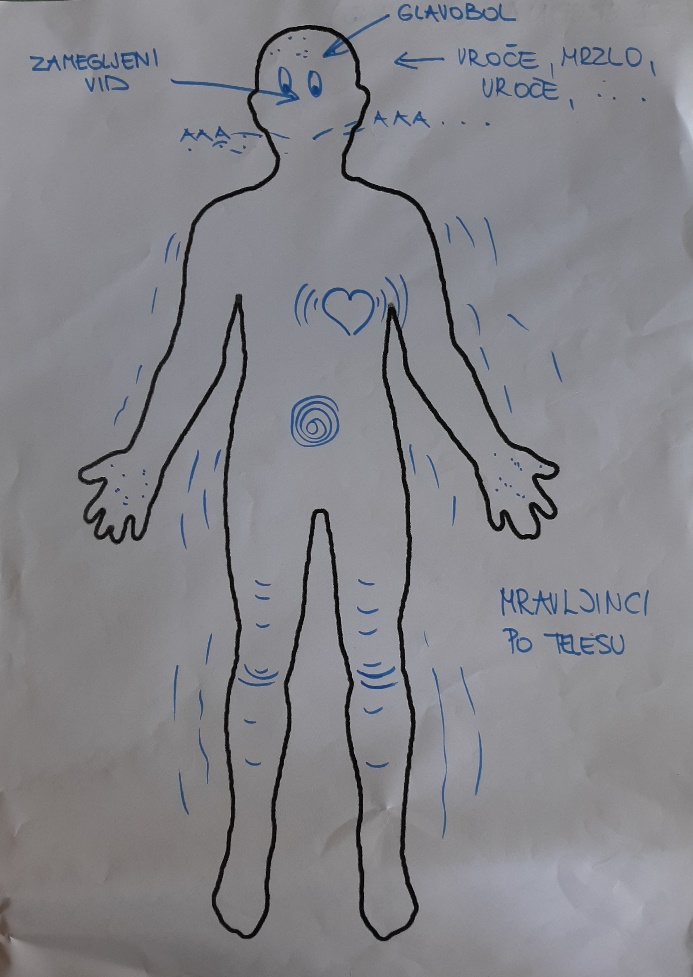 GLAVOBOL
ZAMEGLJENI
VID
VROČE, MRZLO,
VROČE, ....
AAA
AAA....
MRAVLJINCI
PO TELESU